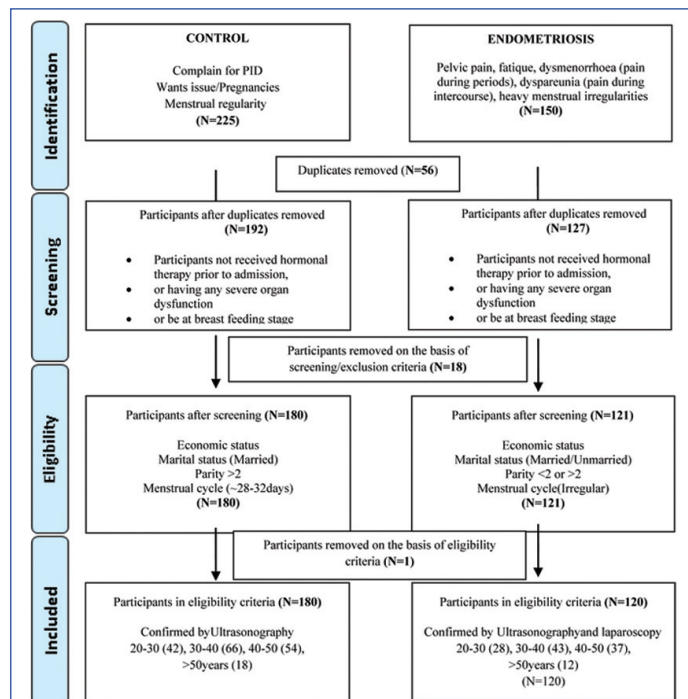 Identification
CONTROL
Complain for PID
Wants issue/Pregnancies
Menstrual regularity
(N=225)
ENDOMETRIOSIS
Pelvic pain, fatique, dysmenorrhoea (pain
during periods), dyspareunia (pain during
intercourse), heavy menstrual irregularities
(N=150)
Duplicates removed (N=56)
Screening
Participants after duplicates removed
(N=192)
• Participants not received hormonal
therapy prior to admission,
• or having any severe organ
dysfunction
• or be at breast feeding stage
Participants after duplicates removed
(N=127)
• Participants not received hormonal
therapy prior to admission,
• or having any severe organ
dysfunction
• or be at breast feeding stage
Participants removed on the basis of
screening/exclusion criteria (N=18)
Eligibility
Participants after screening (N=180)
Economic status
Marital status (Married)
Parity >2
Menstrual cycle (~28-32days)
(N=180)
Participants after screening (N=121)
Economic status
Marital status (Married/Unmarried)
Parity <2 or >2
Menstrual cycle(Irregular)
(N=121)
Participants removed on the basis of eligibility
criteria (N=1)
Included
Participants in eligibility criteria (N=180)
Confirmed byUltrasonography
20-30 (42), 30-40 (66), 40-50 (54),
>50years (18)
Participants in eligibility criteria (N=120)
Confirmed by Ultrasonographyand laparoscopy
20-30 (28), 30-40 (43), 40-50 (37),
>50years (12)
(N=120)